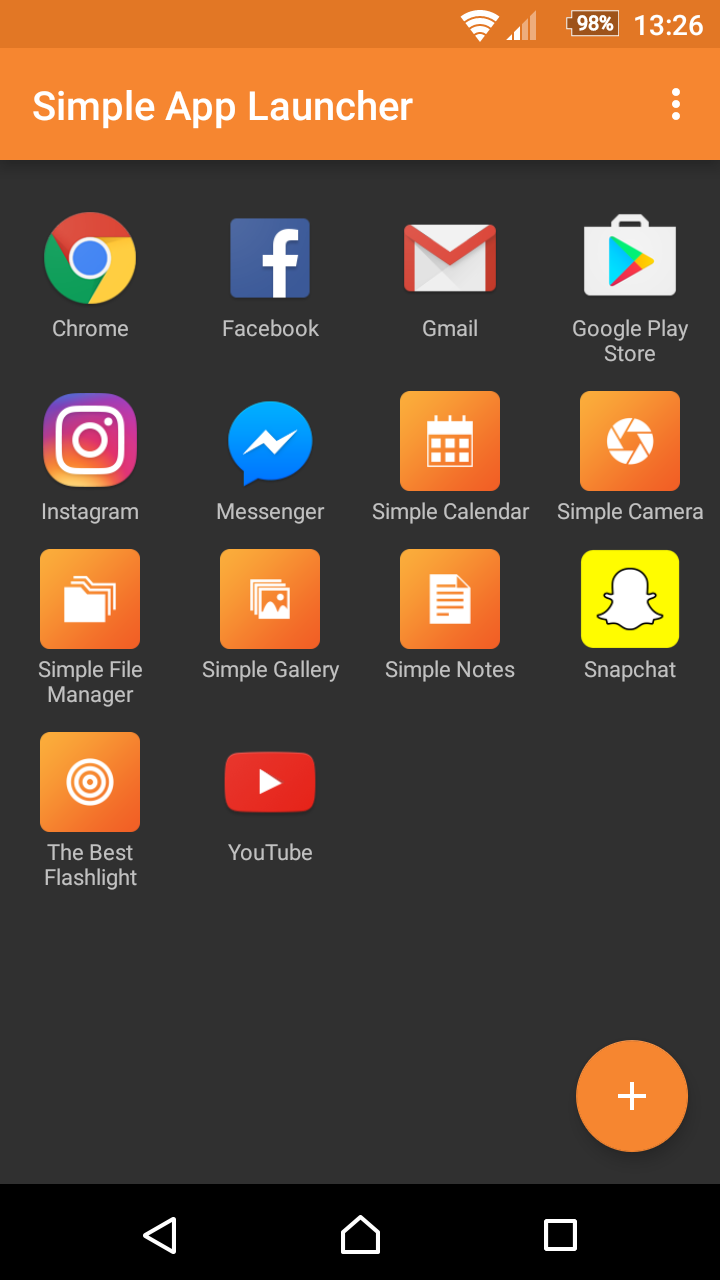 98% 13:26
Simple App Launcher
Chrome Facebook Gmail Google Play
Store
Instagram Messenger Simple Calendar Simple Camera
Simple File Simple Gallery Simple Notes Snapchat
Manager
The Best YouTube
Flashlight